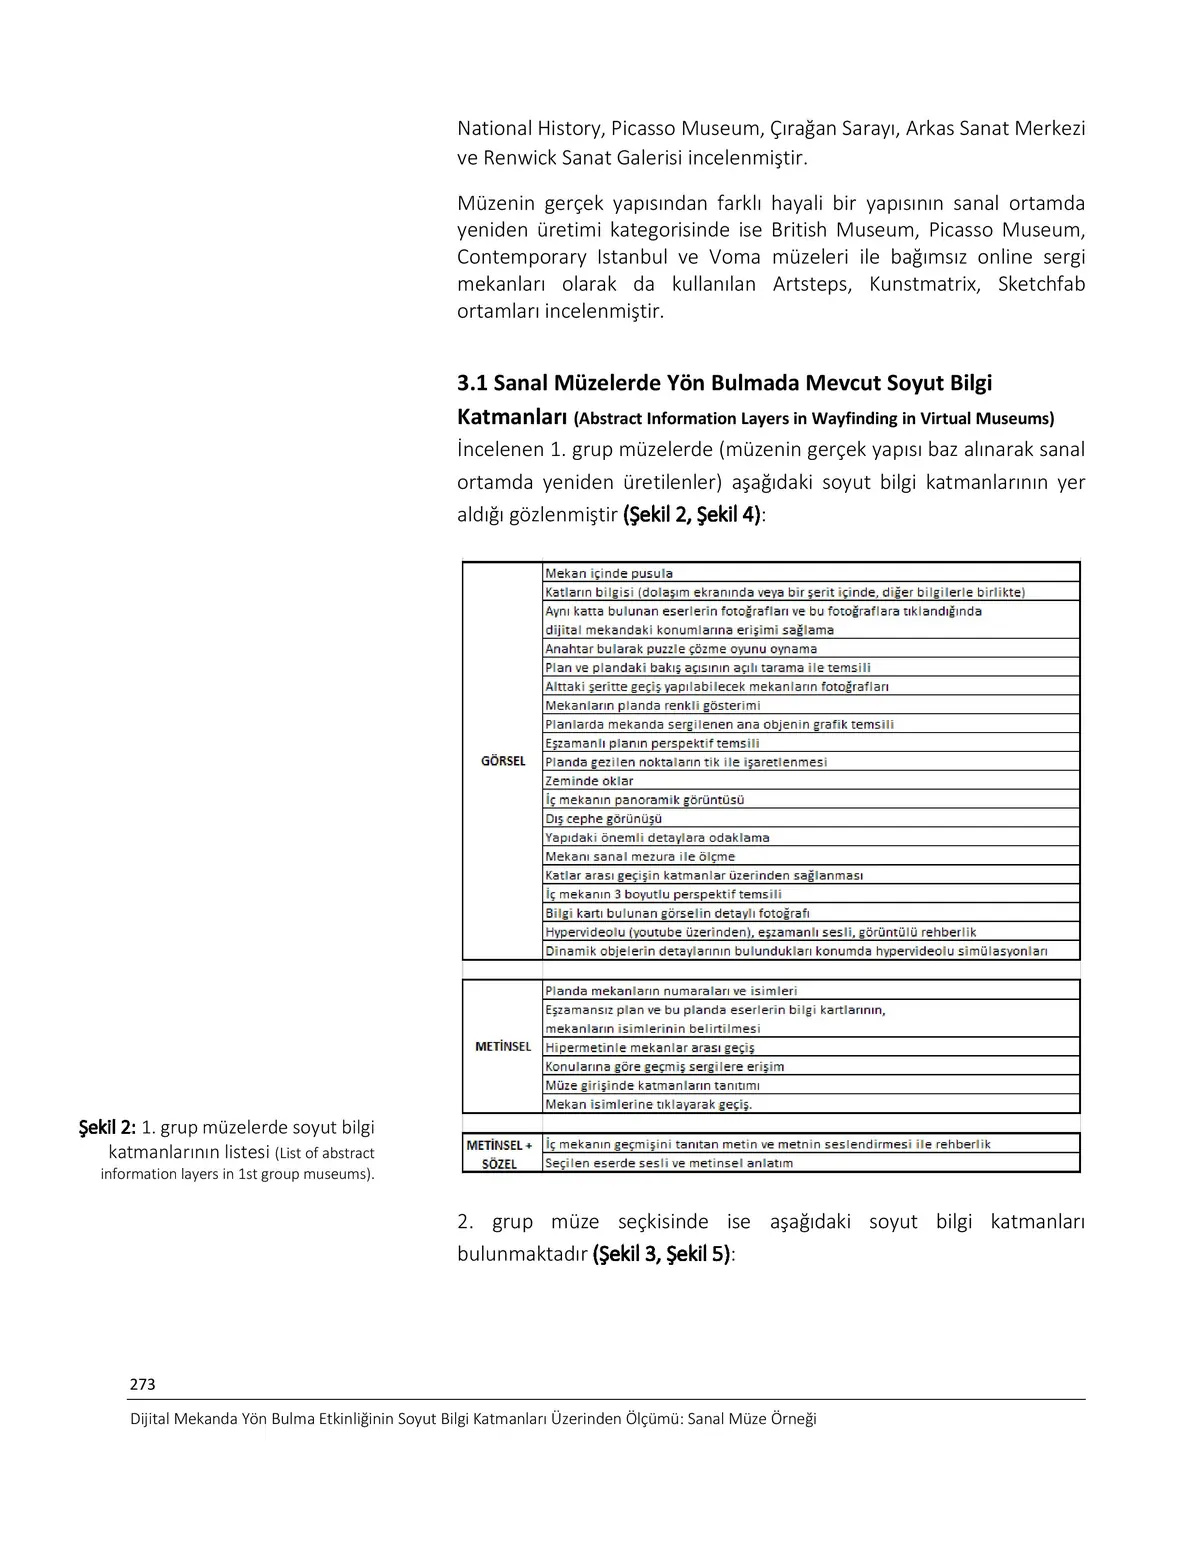 National History, Picasso Museum, Çırağan Sarayı, Arkas Sanat Merkezi
ve Renwick Sanat Galerisi incelenmiştir.
Müzenin gerçek yapısından farklı hayali bir yapısının sanal ortamda
yeniden üretimi kategorisinde ise British Museum, Picasso Museum,
Contemporary Istanbul ve Voma müzeleri ile bağımsız online sergi
mekanları olarak da kullanılan Artsteps, Kunstmatrix, Sketchfab
ortamları incelenmiştir.
3.1 Sanal Müzelerde Yön Bulmada Mevcut Soyut Bilgi
Katmanları (Abstract Information Layers in Wayfinding in Virtual Museums)
İncelenen 1. grup müzelerde (müzenin gerçek yapısı baz alınarak sanal
ortamda yeniden üretilenler) aşağıdaki soyut bilgi katmanlarının yer
aldığı gözlenmiştir (Şekil 2, Şekil 4):
GÖRSEL
Mekan içinde pusula
Katların bilgisi (dolaşım ekranında veya bir şerit içinde, diğer bilgilerle birlikte)
Aynı katta bulunan eserlerin fotoğrafları ve bu fotoğraflara tıklandığında
dijital mekandaki konumlarına erişimi sağlama
Anahtar bularak puzzle çözme oyunu oynama
Plan ve plandaki bakış açısının açılı tarama ile temsili
Alttaki şeritte geçiş yapılabilecek mekanların fotoğrafları
Mekanların planda renkli gösterimi
Planlarda mekanda sergilenen ana objenin grafik temsili
Eşzamanlı planın perspektif temsili
Planda gezilen noktaların tik ile işaretlenmesi
Zeminde oklar
İç mekanın panoramik görüntüsü
Dış cephe görünüşü
Yapıdaki önemli detaylara odaklama
Mekanı sanal mezura ile ölçme
Katlar arası geçişin katmanlar üzerinden sağlanması
İç mekanın 3 boyutlu perspektif temsili
Bilgi kartı bulunan görselin detaylı fotoğrafı
Hypervideolu (youtube üzerinden), eşzamanlı sesli, görüntülü rehberlik
Dinamik objelerin detaylarının bulundukları konumda hypervideolu simülasyonları
METİNSEL
Planda mekanların numaraları ve isimleri
Eşzamansız plan ve bu planda eserlerin bilgi kartlarının,
mekanların isimlerinin belirtilmesi
Hipermetinle mekanlar arası geçiş
Konularına göre geçmiş sergilere erişim
Müze girişinde katmanların tanıtımı
Mekan isimlerine tıklayarak geçiş.
METİNSEL +
SÖZEL
İç mekanın geçmişini tanıtan metin ve metnin seslendirmesi ile rehberlik
Seçilen eserde sesli ve metinsel anlatım
Şekil 2: 1. grup müzelerde soyut bilgi
katmanlarının listesi (List of abstract
information layers in 1st group museums).
2. grup müze seçkisinde ise aşağıdaki soyut bilgi katmanları
bulunmaktadır (Şekil 3, Şekil 5):
273
Dijital Mekanda Yön Bulma Etkinliğinin Soyut Bilgi Katmanları Üzerinden Ölçümü: Sanal Müze Örneği